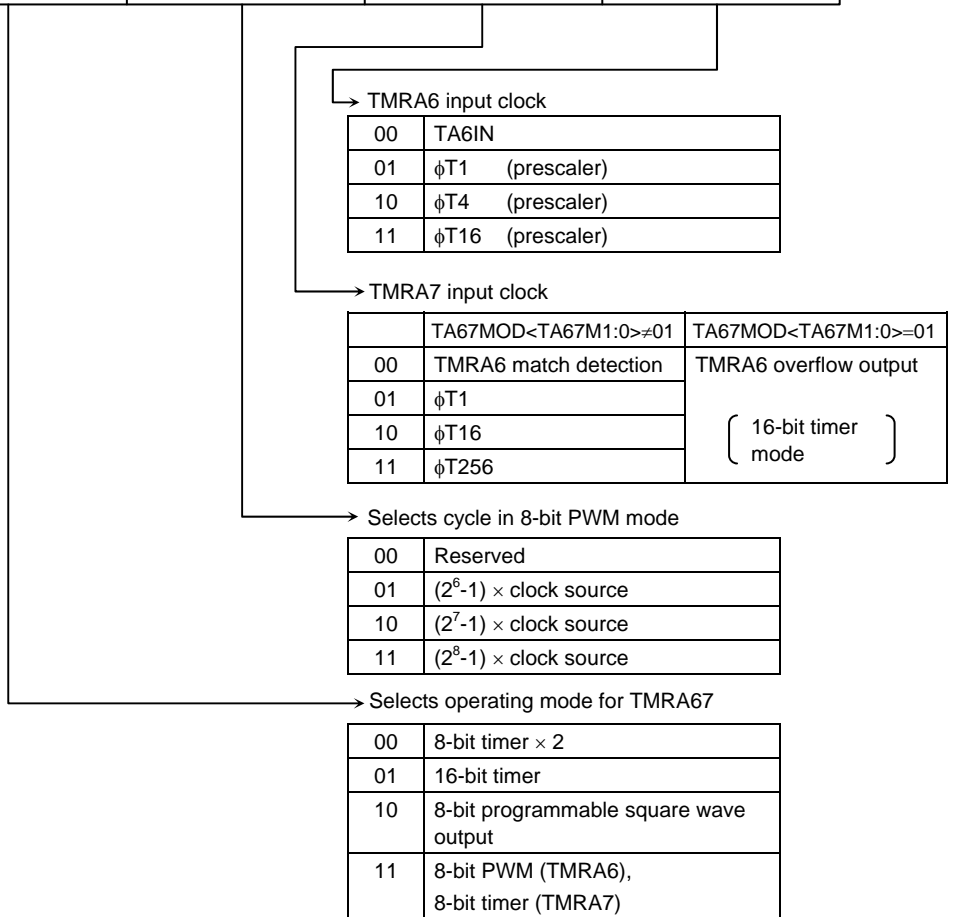 TMRA6 input clock
00 TA6IN
01 ϕT1 (prescaler)
10 ϕT4 (prescaler)
11 ϕT16 (prescaler)
TMRA7 input clock
TA67MOD<TA67M1:0>≠01 TA67MOD<TA67M1:0>=01
00 TMRA6 match detection TMRA6 overflow output
01 ϕT1
10 ϕT16
11 ϕT256
16-bit timer
mode
Selects cycle in 8-bit PWM mode
00 Reserved
01 (2⁶-1) × clock source
10 (2⁷-1) × clock source
11 (2⁸-1) × clock source
Selects operating mode for TMRA67
00 8-bit timer × 2
01 16-bit timer
10 8-bit programmable square wave
output
11 8-bit PWM (TMRA6),
8-bit timer (TMRA7)